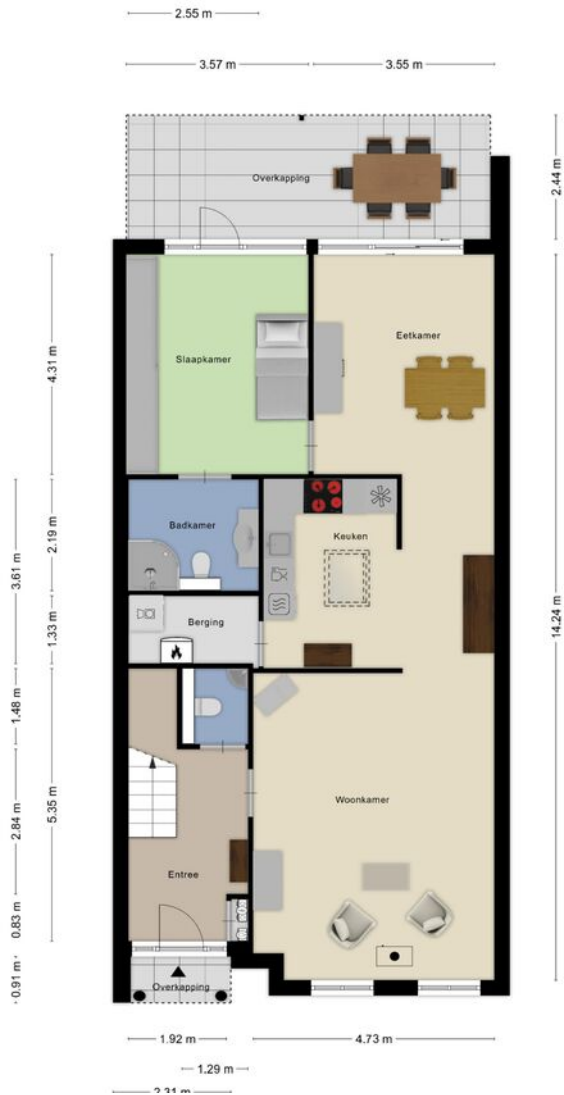 2.55 m
3.57 m
3.55 m
2.44 m
Overkapping
Eetkamer
Slaapkamer
4.31 m
Badkamer
Keuken
2.19 m
3.61 m
Berging
1.33 m
14.24 m
1.48 m
Woonkamer
2.84 m
5.35 m
Entree
0.83 m
0.91 m
Overkapping
1.92 m
4.73 m
1.29 m
2.31 m